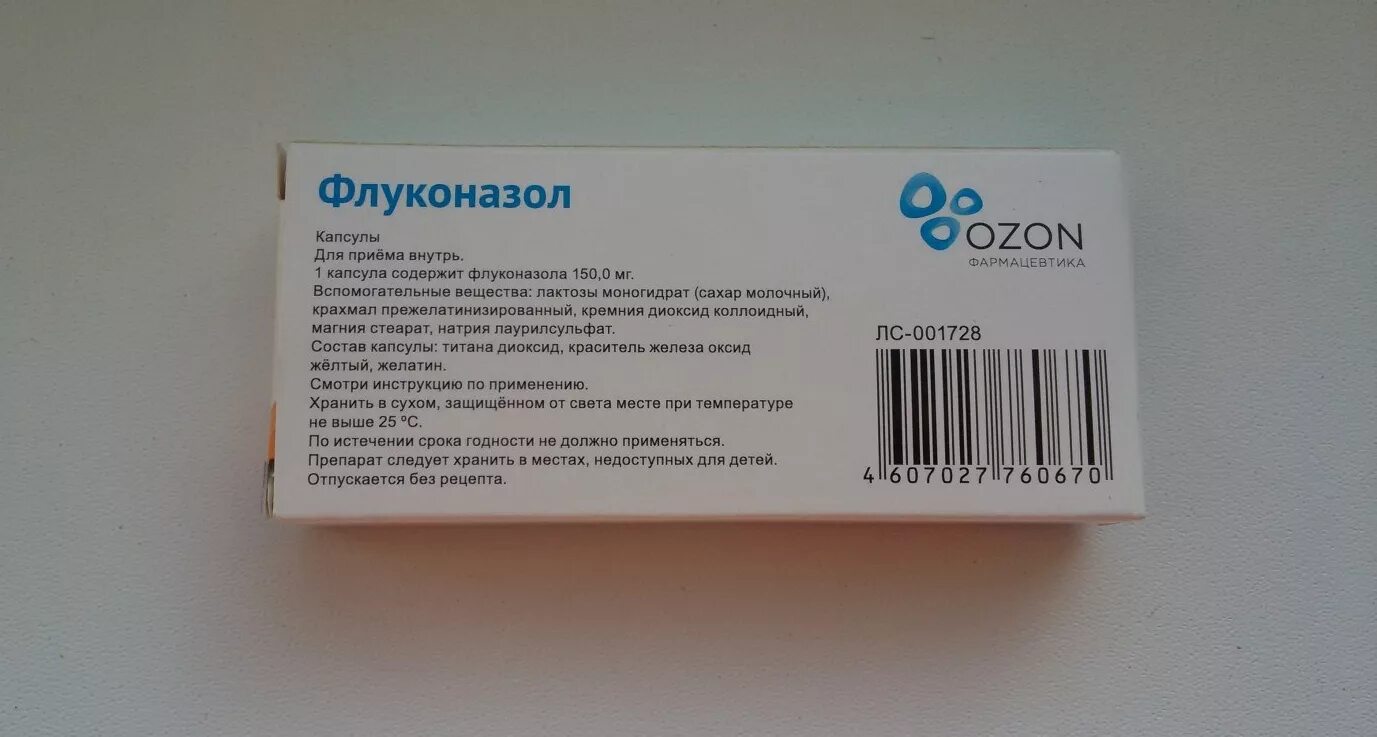 Флуконазол
Капсулы
Для приёма внутрь.
1 капсула содержит флуконазола 150,0 мг.
Вспомогательные вещества: лактозы моногидрат (сахар молочный),
крахмал прежелатинизированный, кремния диоксид коллоидный,
магния стеарат, натрия лаурилсульфат.
Состав капсулы: титана диоксид, краситель железа оксид
жёлтый, желатин.
Смотри инструкцию по применению.
Хранить в сухом, защищённом от света месте при температуре
не выше 25 °С.
По истечении срока годности не должно применяться.
Препарат следует хранить в местах, недоступных для детей.
Отпускается без рецепта.
OZON
ФАРМАЦЕВТИКА
ЛС-001728
4 607027 760670